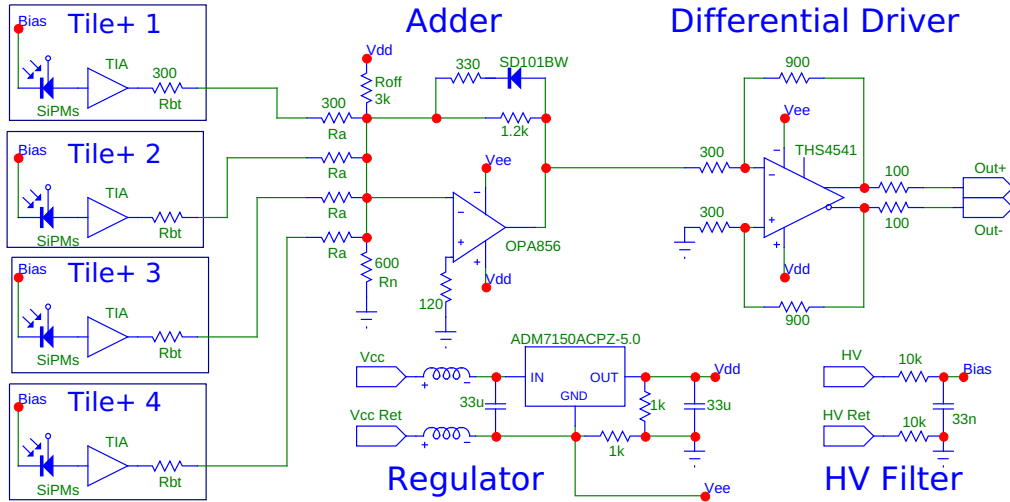 Tile+ 1
Bias
TIA
300
Rbt
SiPMs
Tile+ 2
Bias
TIA
Rbt
SiPMs
Tile+ 3
Bias
TIA
Rbt
SiPMs
Tile+ 4
Bias
TIA
Rbt
SiPMs
Adder
Vdd
Roff
3k
330
SD101BW
1.2k
300
Ra
Ra
Ra
Ra
600
Rn
Vee
−
+
−
+
OPA856
Vdd
120
Differential Driver
900
Vee
THS4541
300
300
−
+
−
+
Vdd
900
100
100
Out+
Out-
Vcc
+ −
33u
Vcc Ret
+ −
ADM7150ACPZ-5.0
IN OUT
GND
Vdd
1k
33u
1k
Vee
Regulator
HV
10k
Bias
HV Ret
10k
33n
HV Filter